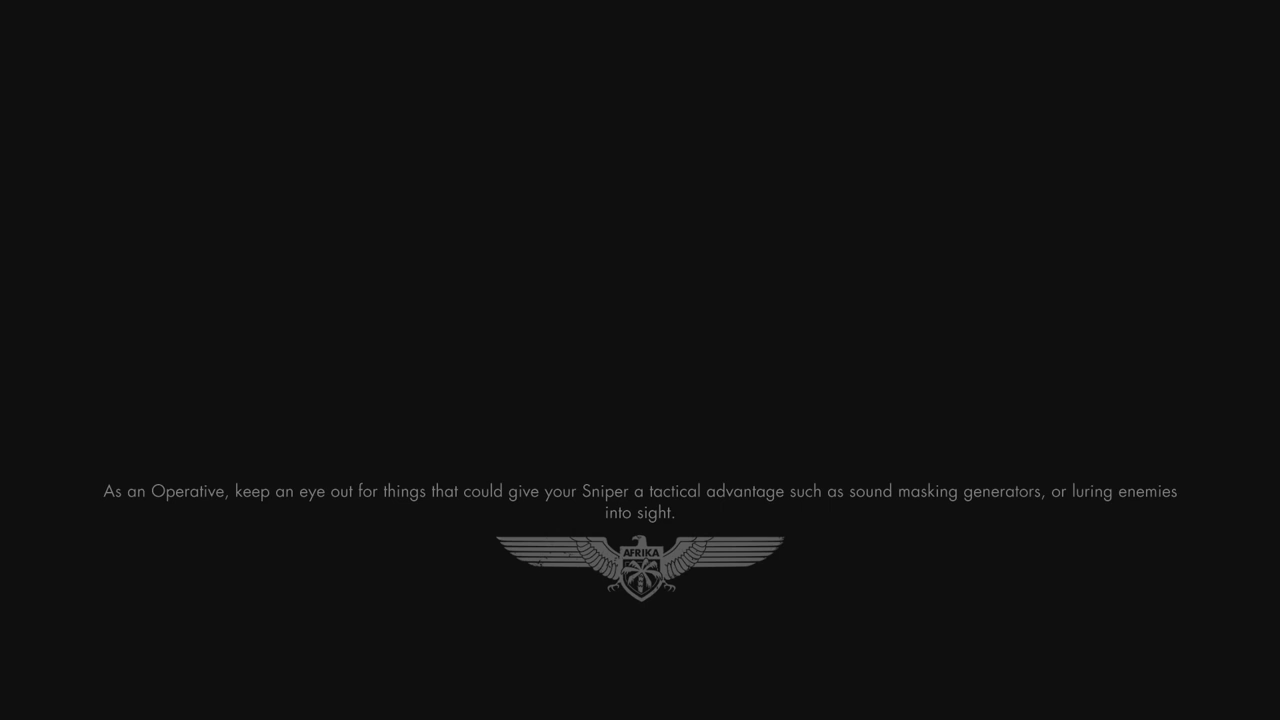 As an Operative, keep an eye out for things that could give your Sniper a tactical advantage such as sound masking generators, or luring enemies
into sight.
AFRIKA